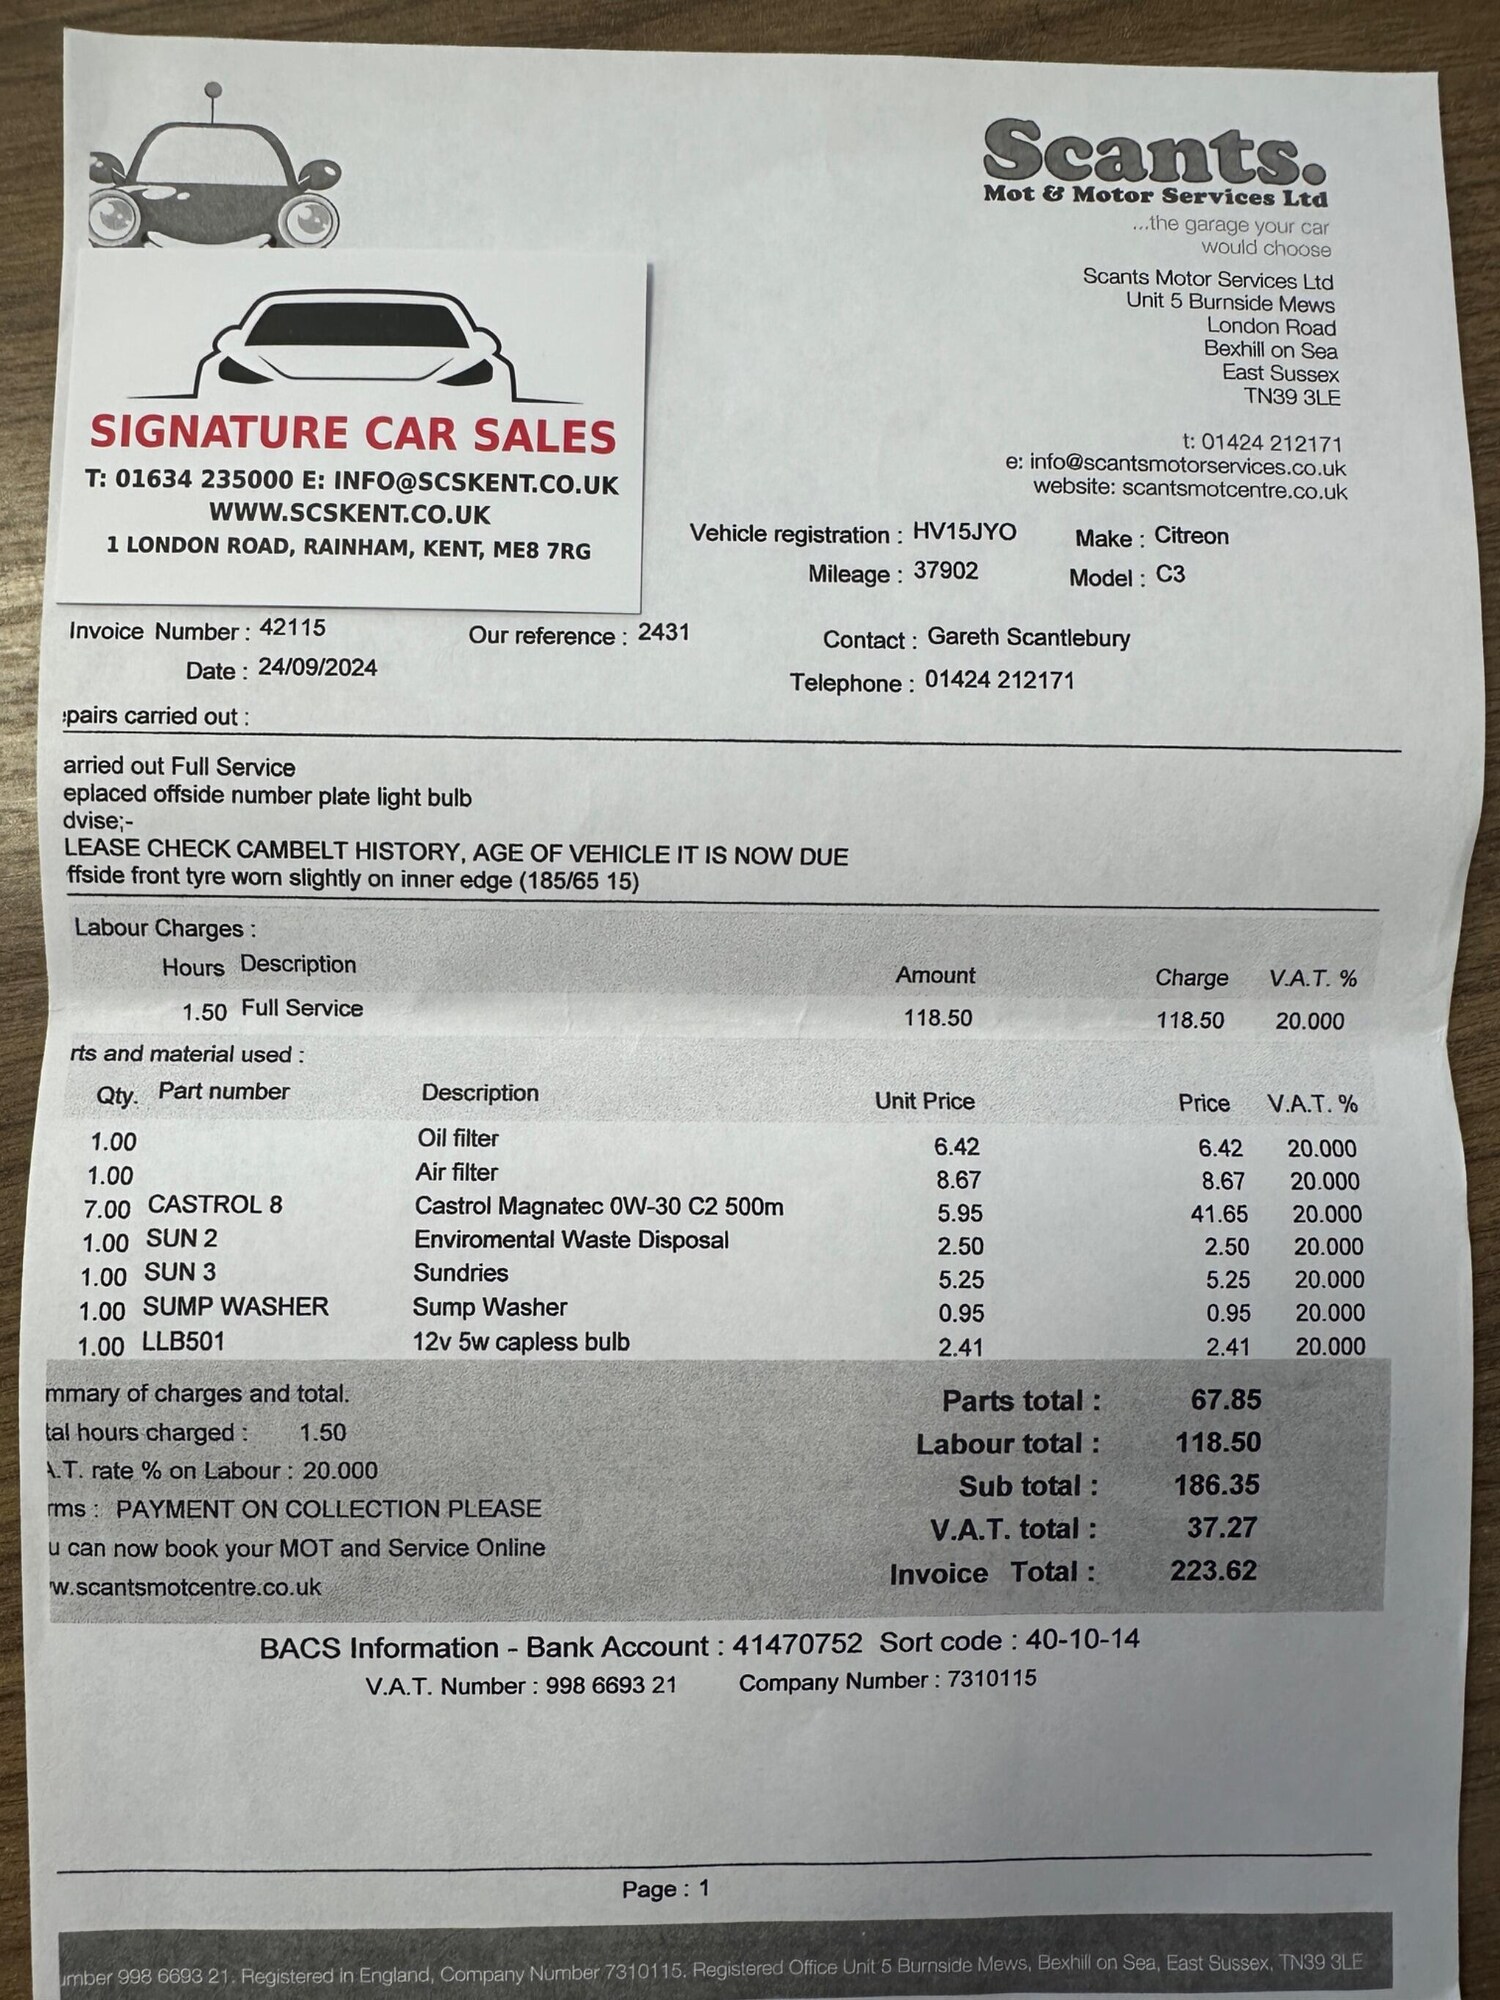 Scants.
Mot & Motor Services Ltd
...the garage your car
would choose
Scants Motor Services Ltd
Unit 5 Burnside Mews
London Road
Bexhill on Sea
East Sussex
TN39 3LE
t: 01424 212171
e: info@scantsmotorservices.co.uk
website: scantsmotcentre.co.uk
SIGNATURE CAR SALES
T: 01634 235000 E: INFO@SCSKENT.CO.UK
WWW.SCSKENT.CO.UK
1 LONDON ROAD, RAINHAM, KENT, ME8 7RG
Vehicle registration : HV15JYO Make : Citreon
Mileage : 37902 Model : C3
Invoice Number : 42115 Our reference : 2431 Contact : Gareth Scantlebury
Date : 24/09/2024 Telephone : 01424 212171
epairs carried out :
arried out Full Service
eplaced offside number plate light bulb
dvise;-
LEASE CHECK CAMBELT HISTORY, AGE OF VEHICLE IT IS NOW DUE
ffside front tyre worn slightly on inner edge (185/65 15)
Labour Charges :
Hours Description Amount Charge V.A.T. %
1.50 Full Service 118.50 118.50 20.000
rts and material used :
Qty. Part number Description Unit Price Price V.A.T. %
1.00 Oil filter 6.42 6.42 20.000
1.00 Air filter 8.67 8.67 20.000
7.00 CASTROL 8 Castrol Magnatec 0W-30 C2 500m 5.95 41.65 20.000
1.00 SUN 2 Enviromental Waste Disposal 2.50 2.50 20.000
1.00 SUN 3 Sundries 5.25 5.25 20.000
1.00 SUMP WASHER Sump Washer 0.95 0.95 20.000
1.00 LLB501 12v 5w capless bulb 2.41 2.41 20.000
mmary of charges and total. Parts total : 67.85
tal hours charged : 1.50 Labour total : 118.50
A.T. rate % on Labour : 20.000 Sub total : 186.35
rms : PAYMENT ON COLLECTION PLEASE V.A.T. total : 37.27
u can now book your MOT and Service Online Invoice Total : 223.62
w.scantsmotcentre.co.uk
BACS Information - Bank Account : 41470752 Sort code : 40-10-14
V.A.T. Number : 998 6693 21 Company Number : 7310115
Page : 1
umber 998 6693 21. Registered in England, Company Number 7310115. Registered Office Unit 5 Burnside Mews, Bexhill on Sea, East Sussex, TN39 3LE